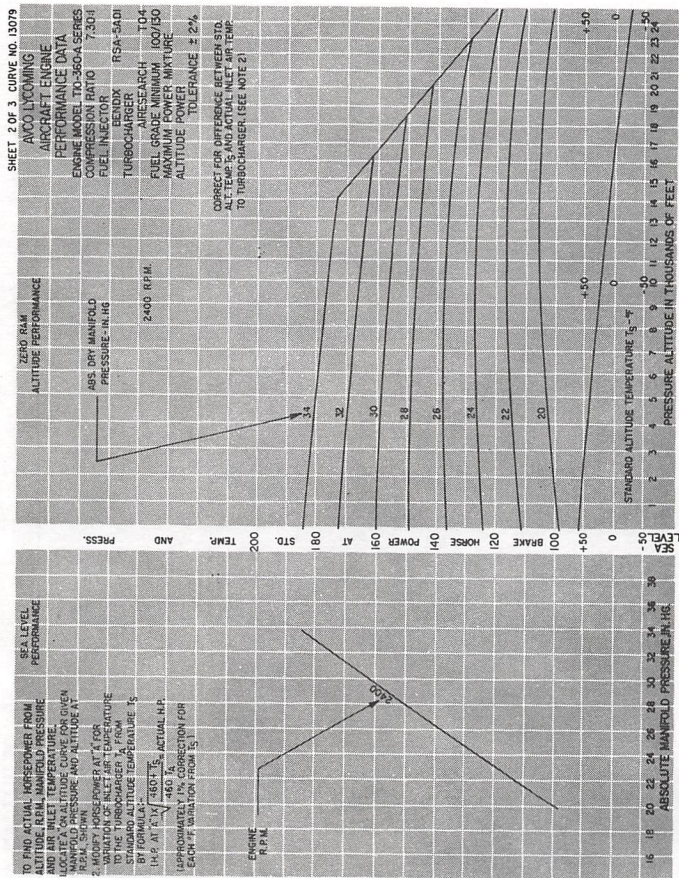 SHEET 2 OF 3 CURVE NO. 13079
AVCO LYCOMING
AIRCRAFT ENGINE
PERFORMANCE DATA
ENGINE MODEL TIO-360-A SERIES
COMPRESSION RATIO 7.30:1
FUEL INJECTOR
BENDIX RSA-5AD1
TURBOCHARGER
AIRESEARCH T04
FUEL GRADE MINIMUM 100/130
MAXIMUM POWER MIXTURE
ALTITUDE POWER
TOLERANCE ± 2%
CORRECT FOR DIFFERENCE BETWEEN STD.
ALT. TEMP. TS AND ACTUAL INLET AIR TEMP.
TO TURBOCHARGER. (SEE NOTE 2)
ZERO RAM
ALTITUDE PERFORMANCE
ABS. DRY MANIFOLD
PRESSURE-IN.HG
2400 R.P.M.
34
32
30
28
26
24
22
20
+50
0
-50
+50
0
-50
STANDARD ALTITUDE TEMPERATURE TS-°F
1 2 3 4 5 6 7 8 9 10 11 12 13 14 15 16 17 18 19 20 21 22 23 24
PRESSURE ALTITUDE IN THOUSANDS OF FEET
BRAKE HORSE POWER AT STD. TEMP. AND PRESS.
200
180
160
140
120
100
80
+50
0
-50
SEA
LEVEL
TO FIND ACTUAL HORSEPOWER FROM
ALTITUDE, R.P.M., MANIFOLD PRESSURE
AND AIR INLET TEMPERATURE.
1. LOCATE A ON ALTITUDE CURVE FOR GIVEN
MANIFOLD PRESSURE AND ALTITUDE AT
R.P.M. SHOWN
2. MODIFY HORSEPOWER AT A FOR
VARIATION OF INLET AIR TEMPERATURE
TO THE TURBOCHARGER TA FROM
STANDARD ALTITUDE TEMPERATURE TS
BY FORMULA:-
(APPROXIMATELY 1% CORRECTION FOR
SEA LEVEL
PERFORMANCE
ENGINE
R.P.M.
2400
16 18 20 22 24 26 28 30 32 34 36 38
ABSOLUTE MANIFOLD PRESSURE, IN.HG.